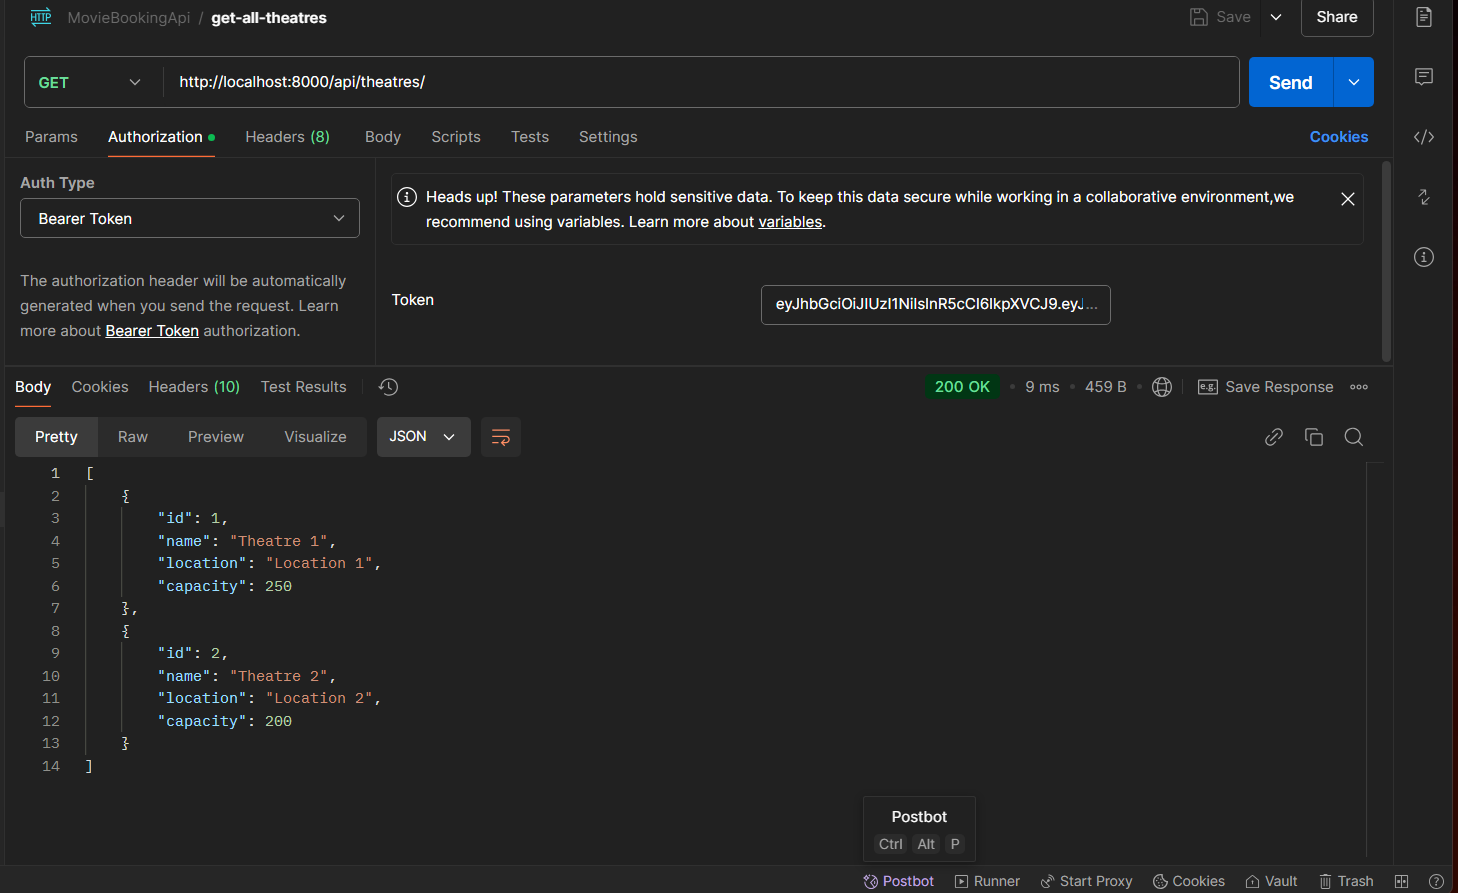 HTTP MovieBookingApi / get-all-theatres Save Share
GET http://localhost:8000/api/theatres/ Send
Params Authorization Headers (8) Body Scripts Tests Settings Cookies
Auth Type
Bearer Token
The authorization header will be automatically
generated when you send the request. Learn
more about Bearer Token authorization.
Heads up! These parameters hold sensitive data. To keep this data secure while working in a collaborative environment,we
recommend using variables. Learn more about variables.
Token eyJhbGciOiJIUzI1NiIsInR5cCI6IkpXVCJ9.eyJ...
Body Cookies Headers (10) Test Results 200 OK 9 ms 459 B e.g. Save Response
Pretty Raw Preview Visualize JSON
1 [
2 {
3 "id": 1,
4 "name": "Theatre 1",
5 "location": "Location 1",
6 "capacity": 250
7 },
8 {
9 "id": 2,
10 "name": "Theatre 2",
11 "location": "Location 2",
12 "capacity": 200
13 }
14 ]
Postbot
Ctrl Alt P
Postbot Runner Start Proxy Cookies Vault Trash